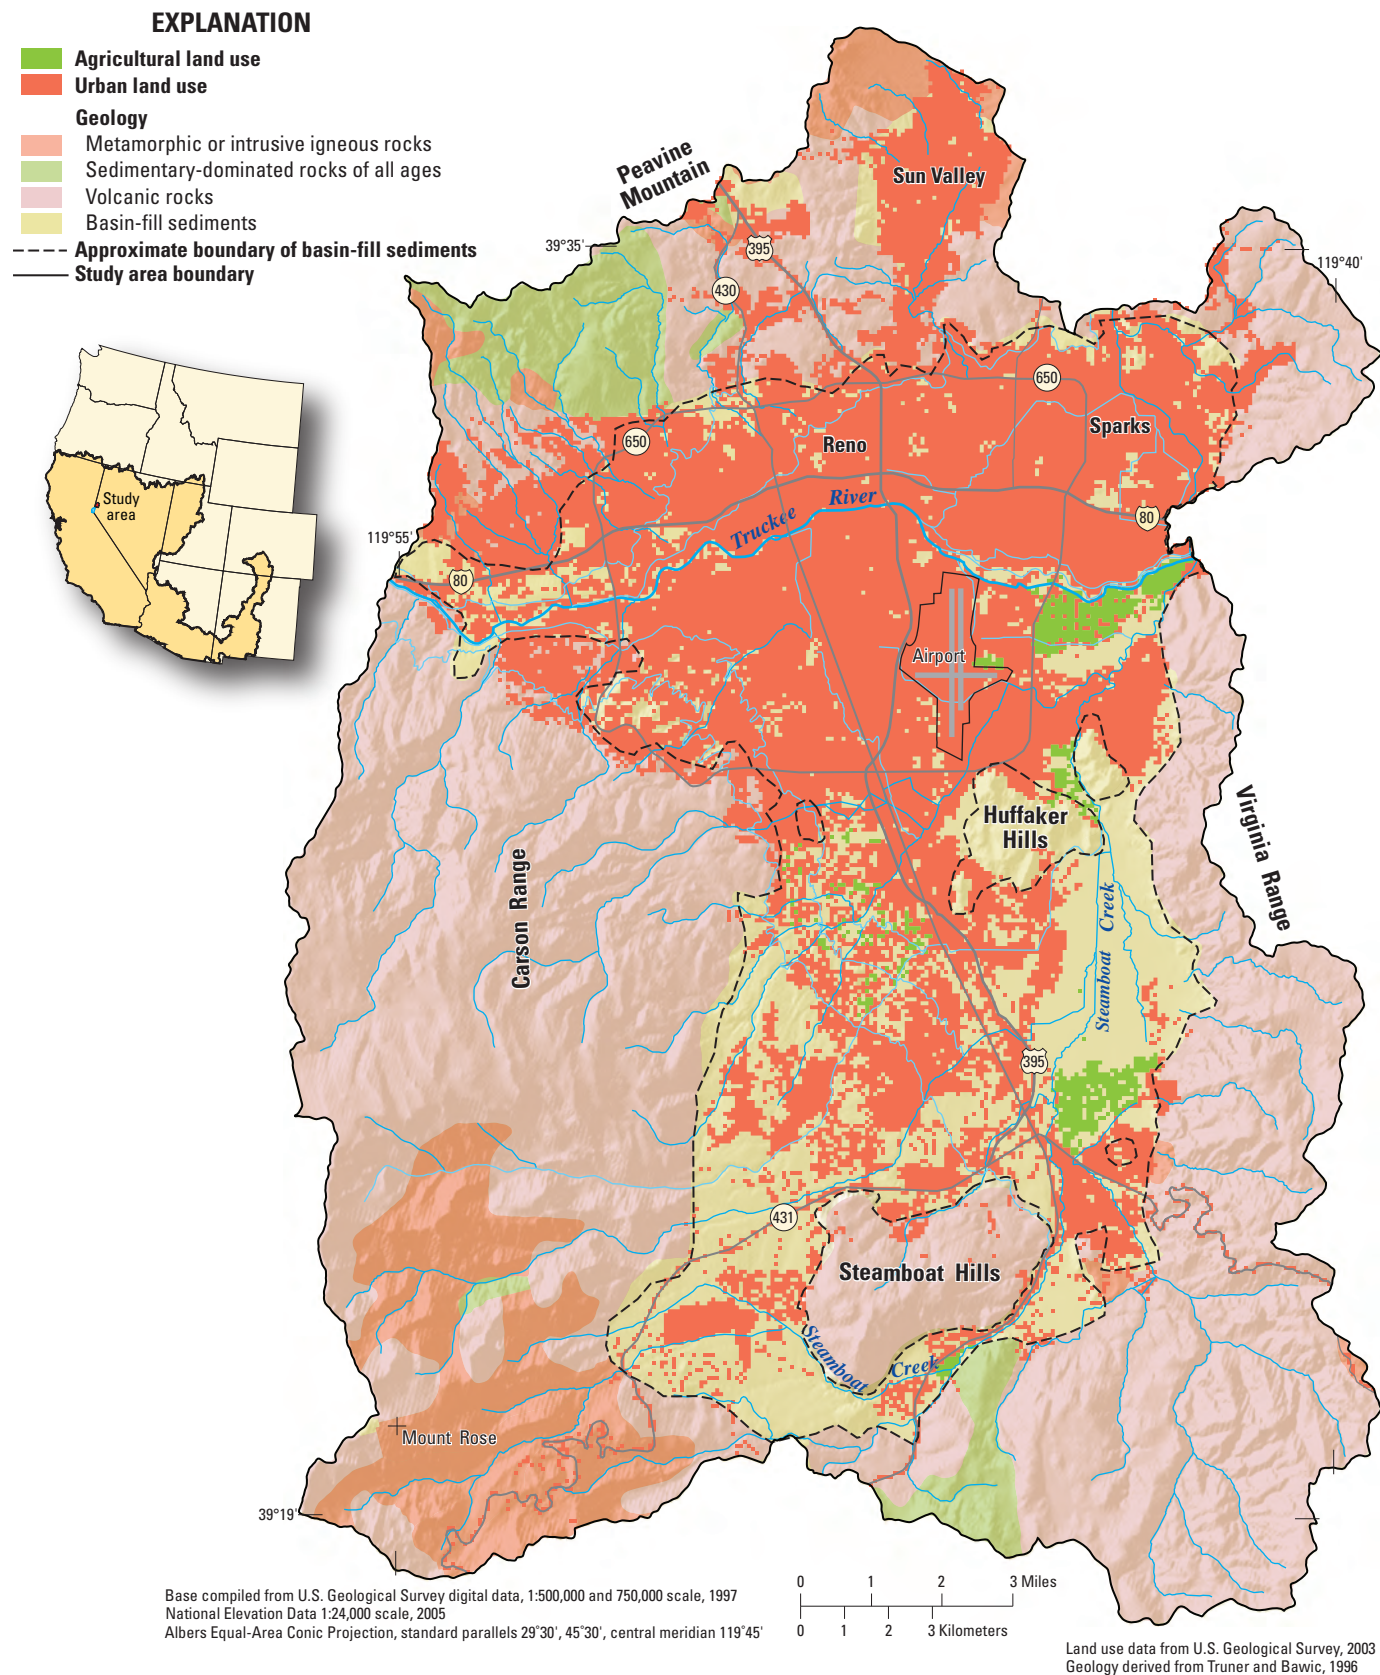 EXPLANATION
Agricultural land use
Urban land use
Geology
Metamorphic or intrusive igneous rocks
Sedimentary-dominated rocks of all ages
Volcanic rocks
Basin-fill sediments
Approximate boundary of basin-fill sediments
Study area boundary
Peavine
Mountain
Sun Valley
39°35'
395
119°40'
430
650
Sparks
Reno
650
Study
area
Truckee River
80
119°55'
80
Airport
Huffaker
Hills
Virginia Range
Carson Range
Steamboat Creek
395
431
Steamboat Hills
Steamboat Creek
Mount Rose
39°19'
0 1 2 3 Miles
0 1 2 3 Kilometers
Base compiled from U.S. Geological Survey digital data, 1:500,000 and 750,000 scale, 1997
National Elevation Data 1:24,000 scale, 2005
Albers Equal-Area Conic Projection, standard parallels 29°30', 45°30', central meridian 119°45'
Land use data from U.S. Geological Survey, 2003
Geology derived from Truner and Bawic, 1996